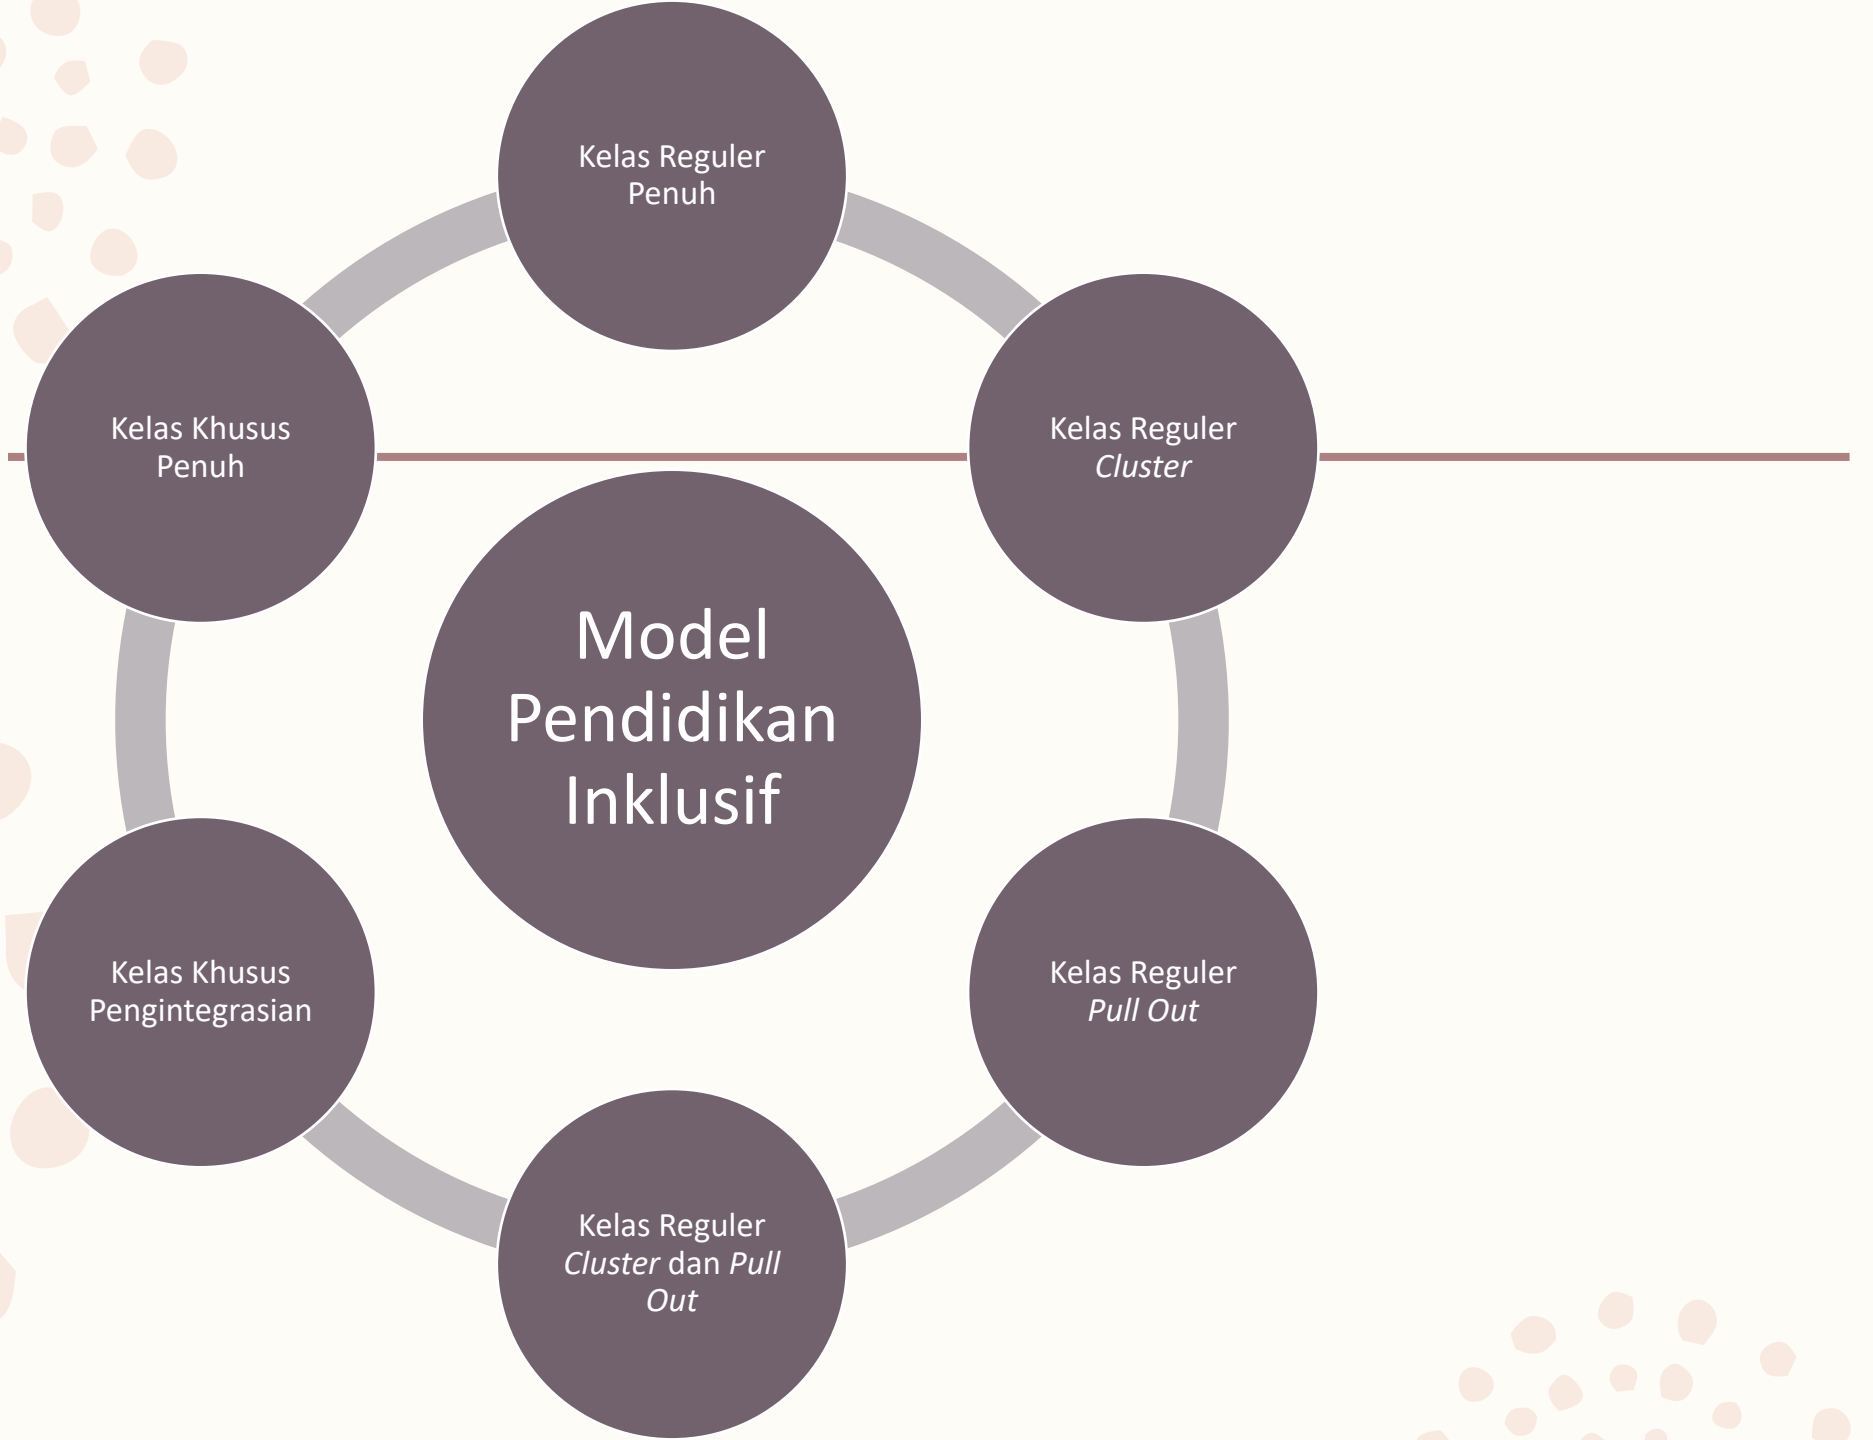 Kelas Reguler
Penuh
Kelas Khusus
Penuh
Kelas Reguler
Cluster
Model
Pendidikan
Inklusif
Kelas Khusus
Pengintegrasian
Kelas Reguler
Pull Out
Kelas Reguler
Cluster dan Pull
Out